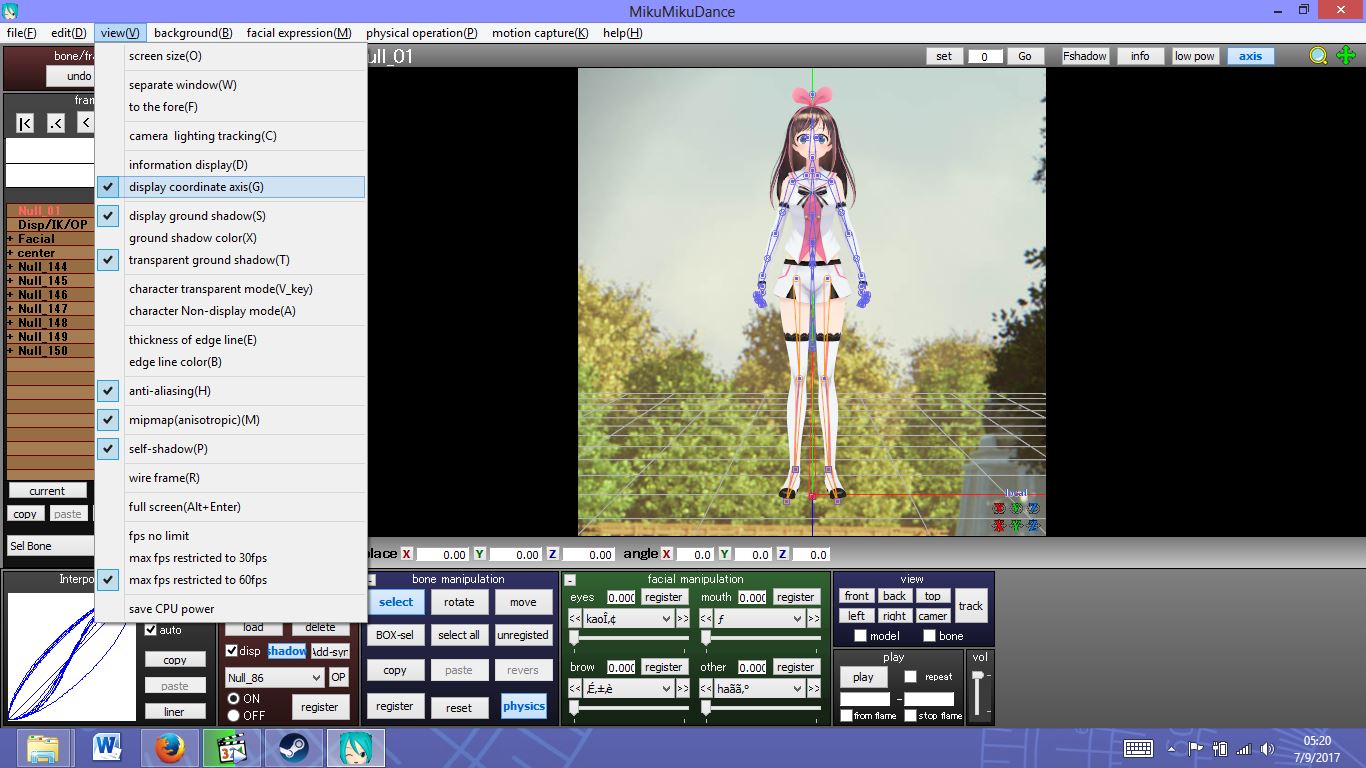 MikuMikuDance
file(F) edit(D) view(V) background(B) facial expression(M) physical operation(P) motion capture(K) help(H)
bone/fr
undo
ull_01
set 0 Go Fshadow info low pow axis
screen size(O)
separate window(W)
to the fore(F)
camera lighting tracking(C)
information display(D)
display coordinate axis(G)
display ground shadow(S)
ground shadow color(X)
transparent ground shadow(T)
character transparent mode(V_key)
character Non-display mode(A)
thickness of edge line(E)
edge line color(B)
anti-aliasing(H)
mipmap(anisotropic)(M)
self-shadow(P)
wire frame(R)
full screen(Alt+Enter)
fps no limit
max fps restricted to 30fps
max fps restricted to 60fps
save CPU power
fram
|< .< <
Null_01
Disp/IK/OP
+ Facial
+ center
+ Null_144
+ Null_145
+ Null_146
+ Null_147
+ Null_148
+ Null_149
+ Null_150
current
copy paste
Sel Bone
local
X Y Z
X Y Z
lace X 0.00 Y 0.00 Z 0.00 angle X 0.0 Y 0.0 Z 0.0
Interpo
auto
copy
paste
liner
load delete
disp shadow Add-syn
Null_86 OP
ON
OFF
register
- bone manipulation
select rotate move
BOX-sel select all unregisted
copy paste revers
register reset physics
- facial manipulation
eyes 0.000 register mouth 0.000 register
<< kaoÎ‚¢ >> << ƒ >>
brow 0.000 register other 0.000 register
<< >> << >>
view
front back top
left right camer
track
model bone
play
play repeat
-
from flame stop flame
vol
05:20
7/9/2017